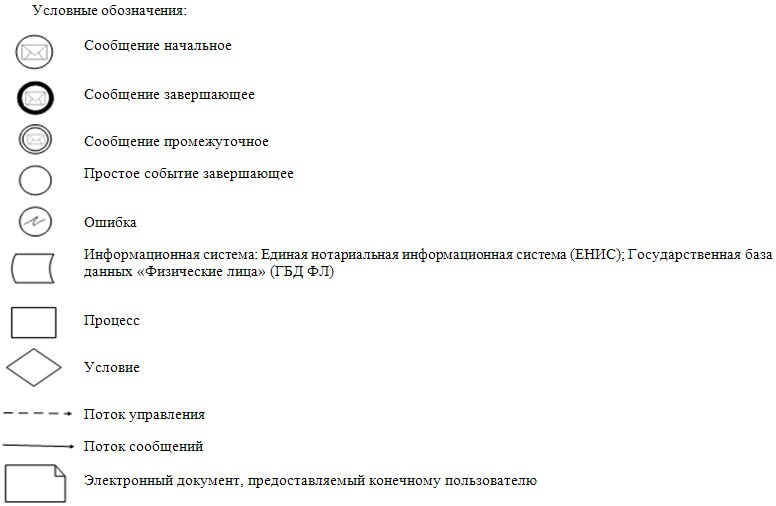 Условные обозначения:
Сообщение начальное
Сообщение завершающее
Сообщение промежуточное
Простое событие завершающее
Ошибка
Информационная система: Единая нотариальная информационная система (ЕНИС); Государственная база
данных «Физические лица» (ГБД ФЛ)
Процесс
Условие
Поток управления
Поток сообщений
Электронный документ, предоставляемый конечному пользователю